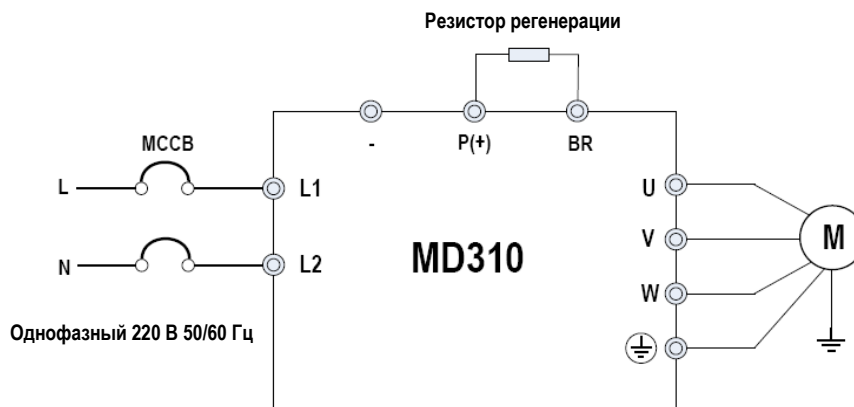 Резистор регенерации
-
P(+)
BR
MCCB
L
L1
N
L2
MD310
U
V
W
M
Однофазный 220 В 50/60 Гц